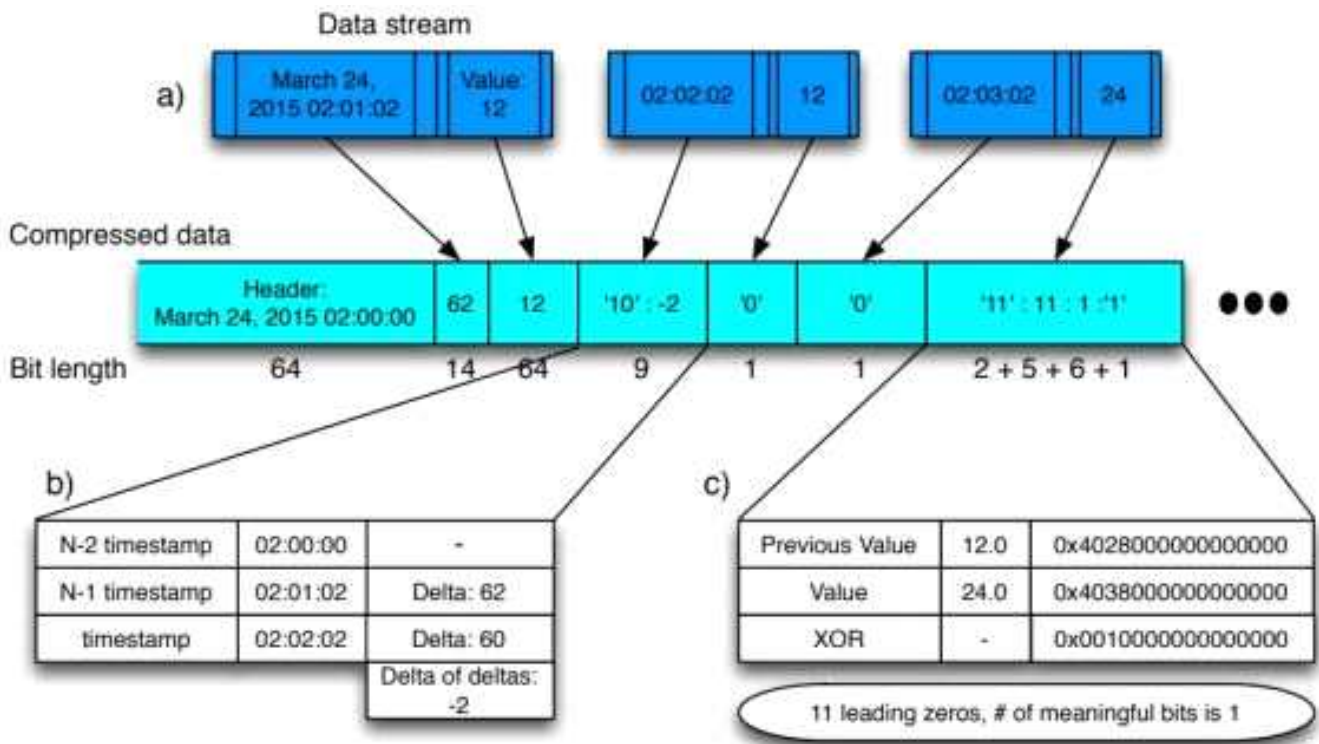 Data stream
a)
March 24,
2015 02:01:02
Value:
12
02:02:02
12
02:03:02
24
Compressed data
Header:
March 24, 2015 02:00:00
62
12
'10' : -2
'0'
'0'
'11' : 11 : 1 :'1'
Bit length
64
14
64
9
1
1
2 + 5 + 6 + 1
b)
N-2 timestamp 02:00:00 -
N-1 timestamp 02:01:02 Delta: 62
timestamp 02:02:02 Delta: 60
Delta of deltas:
-2
c)
Previous Value 12.0 0x4028000000000000
Value 24.0 0x4038000000000000
XOR - 0x0010000000000000
11 leading zeros, # of meaningful bits is 1